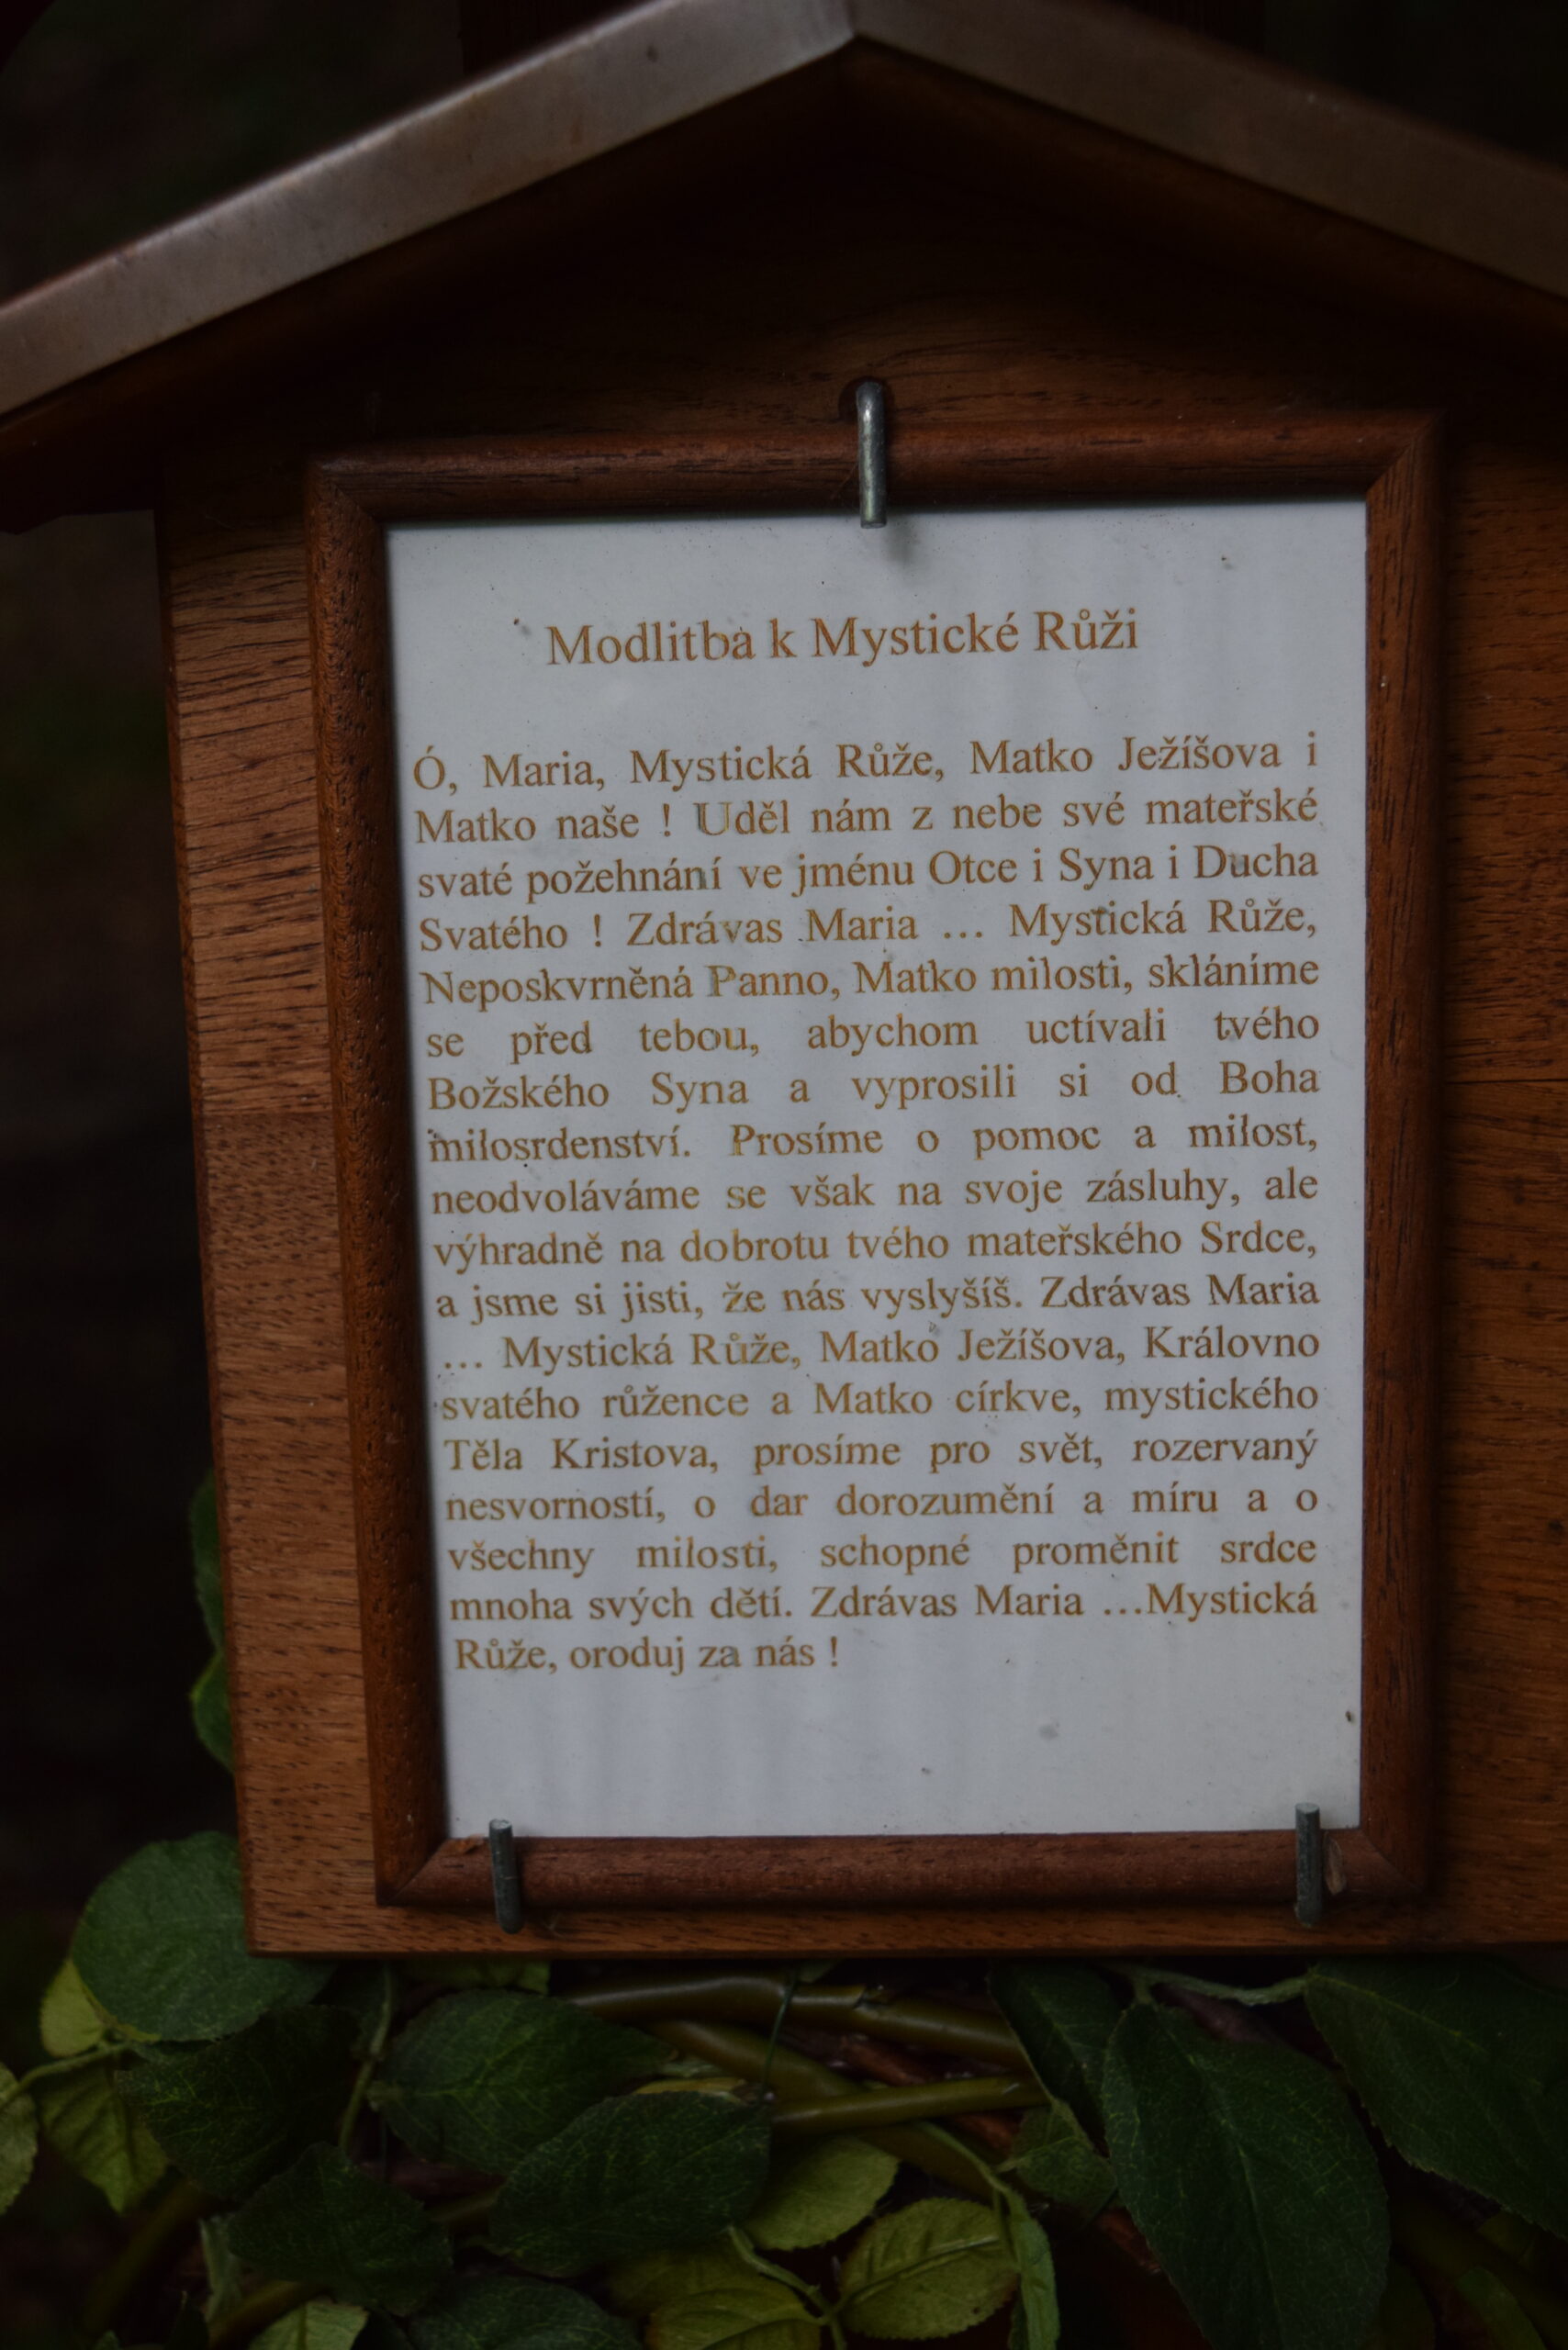 Modlitba k Mystické Růži
Ó, Maria, Mystická Růže, Matko Ježíšova i
Matko naše ! Uděl nám z nebe své mateřské
svaté požehnání ve jménu Otce i Syna i Ducha
Svatého ! Zdrávas Maria … Mystická Růže,
Neposkvrněná Panno, Matko milosti, skláníme
se před tebou, abychom uctívali tvého
Božského Syna a vyprosili si od Boha
milosrdenství. Prosíme o pomoc a milost,
neodvoláváme se však na svoje zásluhy, ale
výhradně na dobrotu tvého mateřského Srdce,
a jsme si jisti, že nás vyslyšíš. Zdrávas Maria
… Mystická Růže, Matko Ježíšova, Královno
svatého růžence a Matko církve, mystického
Těla Kristova, prosíme pro svět, rozervaný
nesvorností, o dar dorozumění a míru a o
všechny milosti, schopné proměnit srdce
mnoha svých dětí. Zdrávas Maria …Mystická
Růže, oroduj za nás !